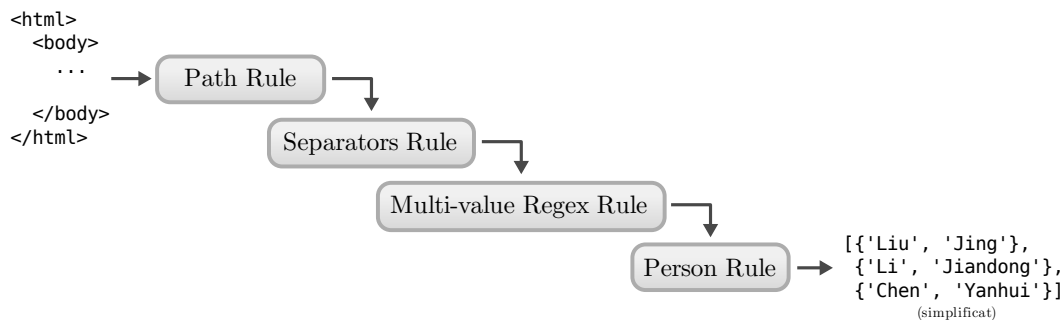 <html>
<body>
...
</body>
</html>
Path Rule
Separators Rule
Multi-value Regex Rule
Person Rule
[{'Liu', 'Jing'},
{'Li', 'Jiandong'},
{'Chen', 'Yanhui'}]
(simplificat)